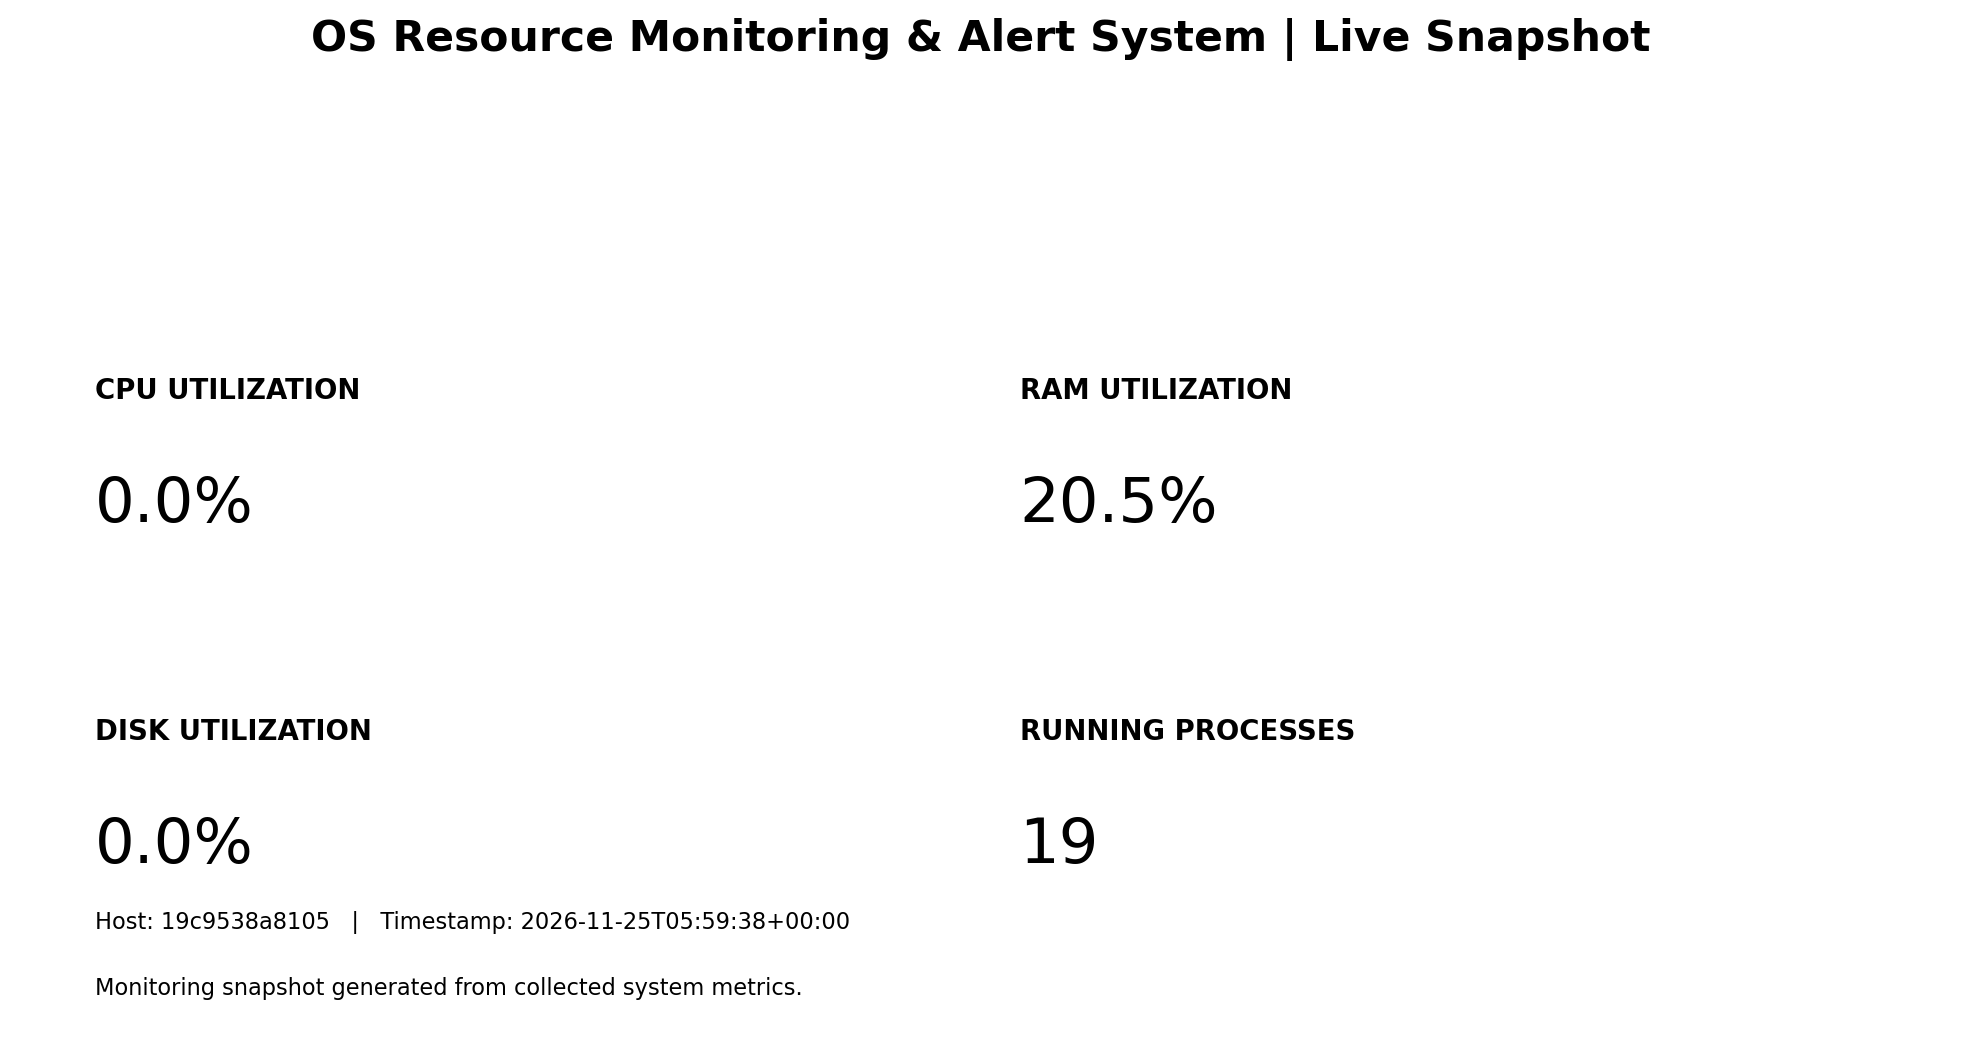 OS Resource Monitoring & Alert System | Live Snapshot
CPU UTILIZATION
0.0%
RAM UTILIZATION
20.5%
DISK UTILIZATION
0.0%
RUNNING PROCESSES
19
Host: 19c9538a8105 | Timestamp: 2026-11-25T05:59:38+00:00
Monitoring snapshot generated from collected system metrics.